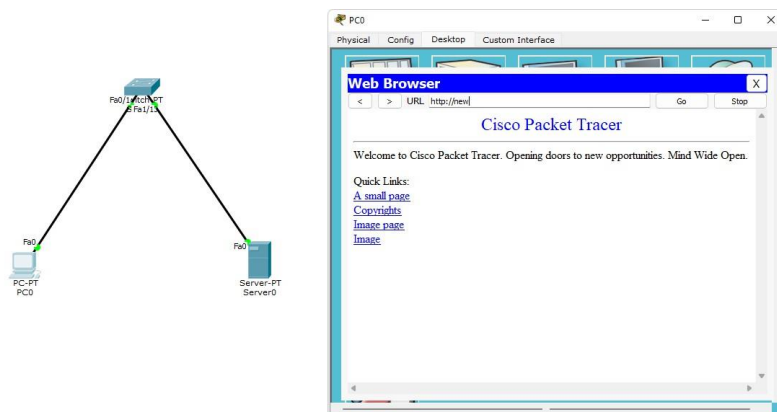 Fa0/1 witch-PT
Fa1/1
Fa0
PC-PT
PC0
Fa0
Server-PT
Server0
PC0
Physical Config Desktop Custom Interface
Web Browser X
< > URL http://new Go Stop
Cisco Packet Tracer
Welcome to Cisco Packet Tracer. Opening doors to new opportunities. Mind Wide Open.
Quick Links:
A small page
Copyrights
Image page
Image